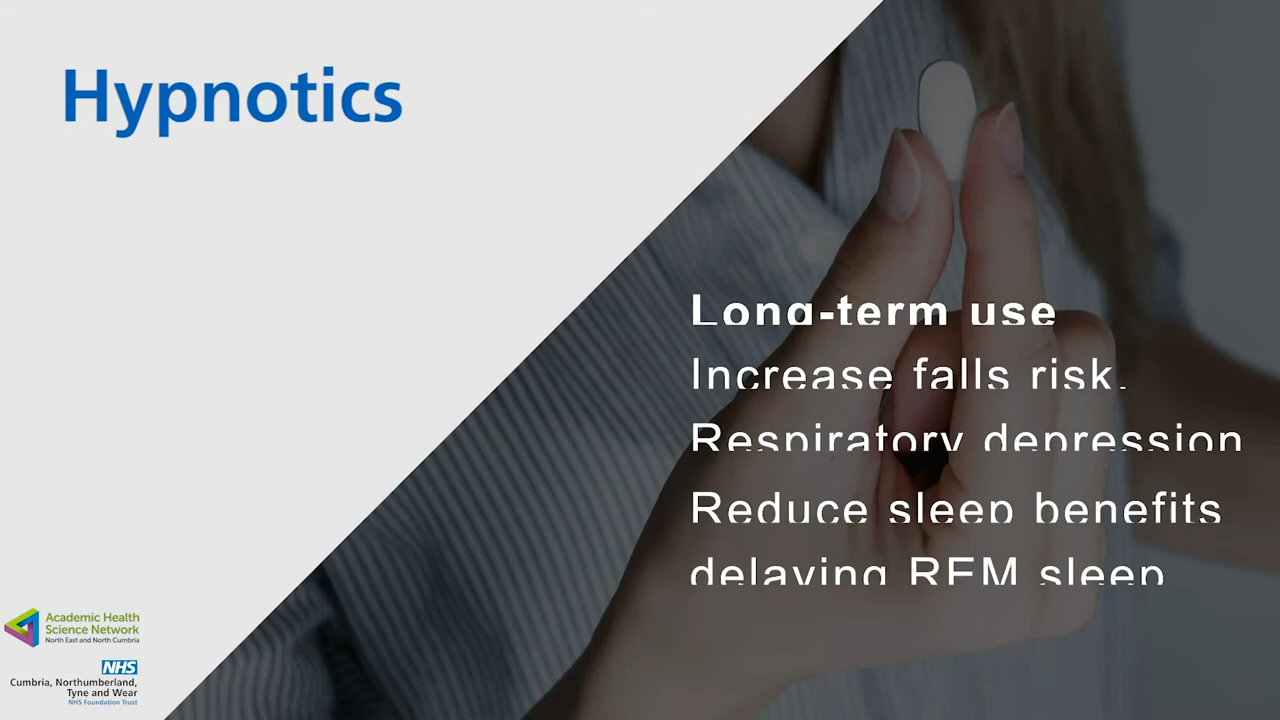 Hypnotics
Long-term use
Increase falls risk.
Respiratory depression
Reduce sleep benefits
delaying REM sleep
Academic Health
Science Network
North East and North Cumbria
NHS
Cumbria, Northumberland,
Tyne and Wear
NHS Foundation Trust